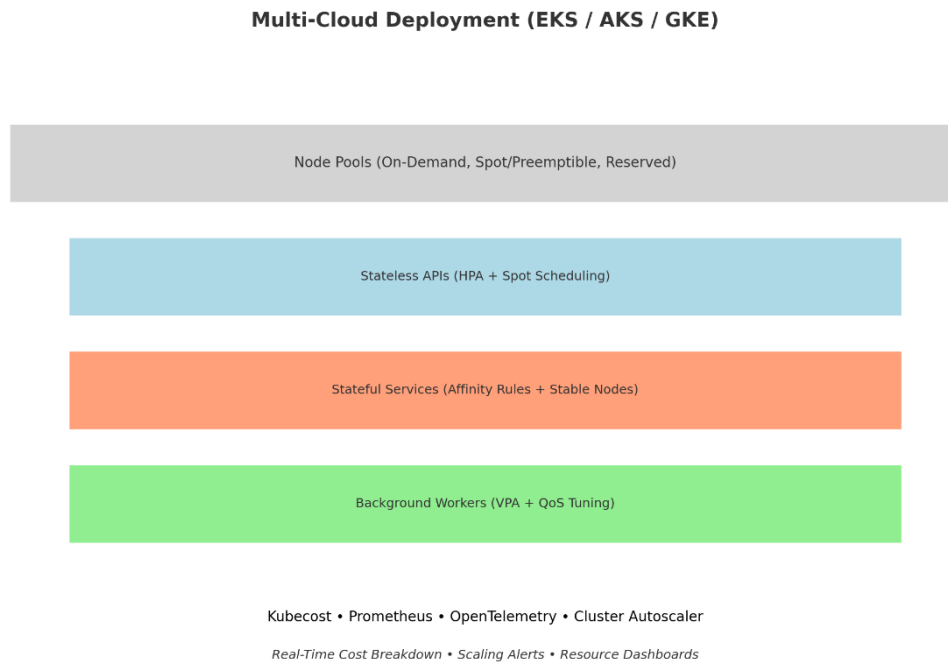 Multi-Cloud Deployment (EKS / AKS / GKE)
Node Pools (On-Demand, Spot/Preemptible, Reserved)
Stateless APIs (HPA + Spot Scheduling)
Stateful Services (Affinity Rules + Stable Nodes)
Background Workers (VPA + QoS Tuning)
Kubecost • Prometheus • OpenTelemetry • Cluster Autoscaler
Real-Time Cost Breakdown • Scaling Alerts • Resource Dashboards